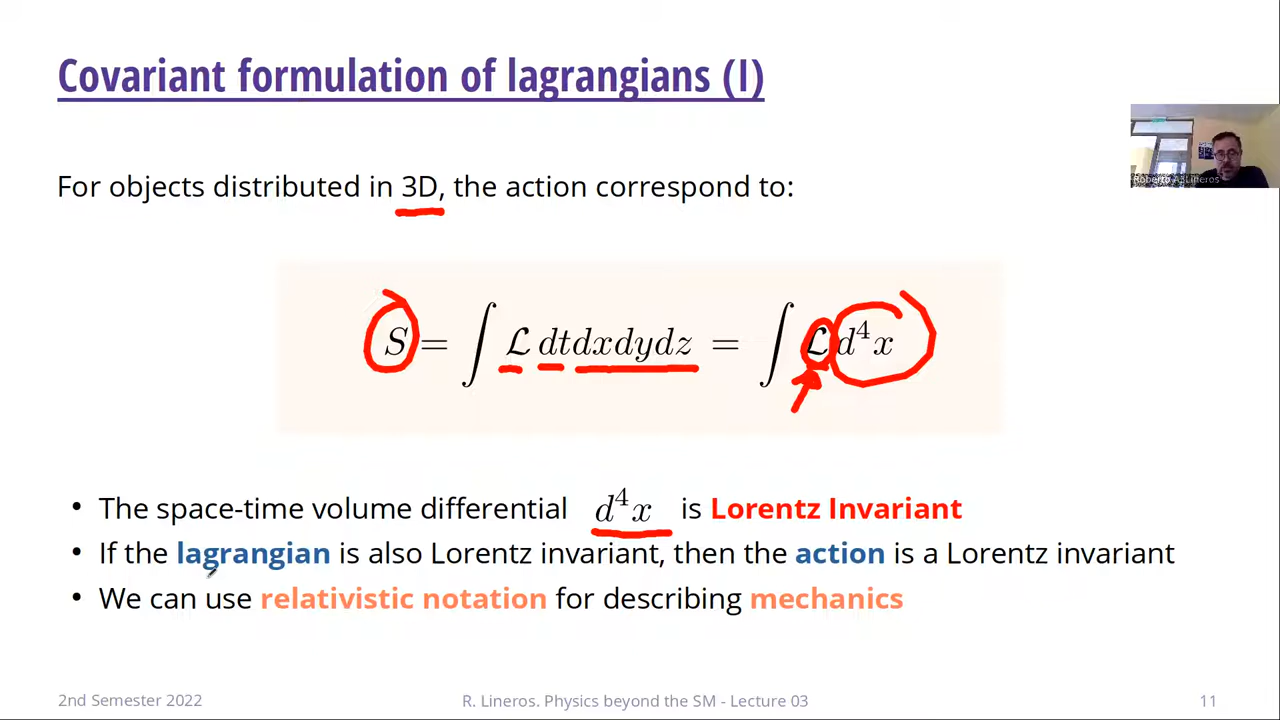 Covariant formulation of lagrangians (I)
Roberto A. Lineros
For objects distributed in 3D, the action correspond to:
S = ∫ ℒ dtdxdydz = ∫ ℒ d⁴x
• The space-time volume differential d⁴x is Lorentz Invariant
• If the lagrangian is also Lorentz invariant, then the action is a Lorentz invariant
• We can use relativistic notation for describing mechanics
2nd Semester 2022 R. Lineros. Physics beyond the SM - Lecture 03 11